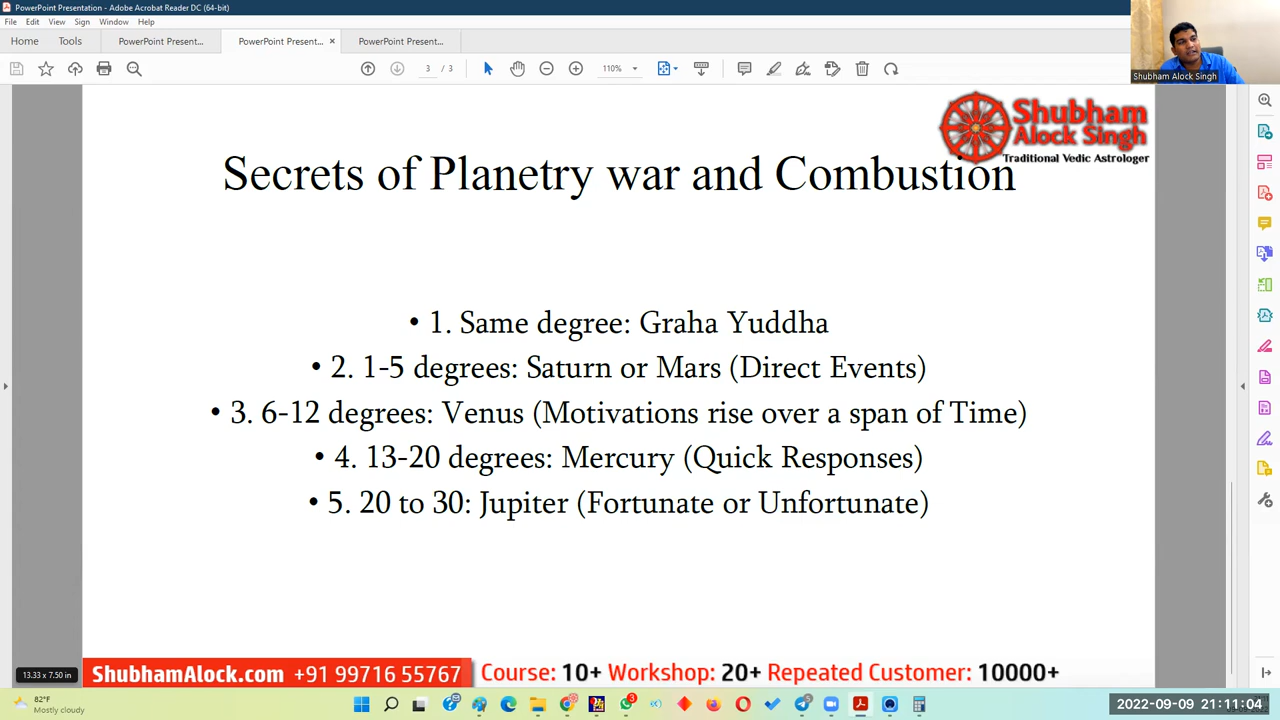 PowerPoint Presentation - Adobe Acrobat Reader DC (64-bit)
File Edit View Sign Window Help
Home Tools PowerPoint Present... PowerPoint Present... × PowerPoint Present...
3 / 3 110%
Shubham Alock Singh
Shubham
Alock Singh
Traditional Vedic Astrologer
Secrets of Planetry war and Combustion
• 1. Same degree: Graha Yuddha
• 2. 1-5 degrees: Saturn or Mars (Direct Events)
• 3. 6-12 degrees: Venus (Motivations rise over a span of Time)
• 4. 13-20 degrees: Mercury (Quick Responses)
• 5. 20 to 30: Jupiter (Fortunate or Unfortunate)
13.33 x 7.50 in
ShubhamAlock.com +91 99716 55767 Course: 10+ Workshop: 20+ Repeated Customer: 10000+
82°F
Mostly cloudy
3
2022-09-09 21:11:04